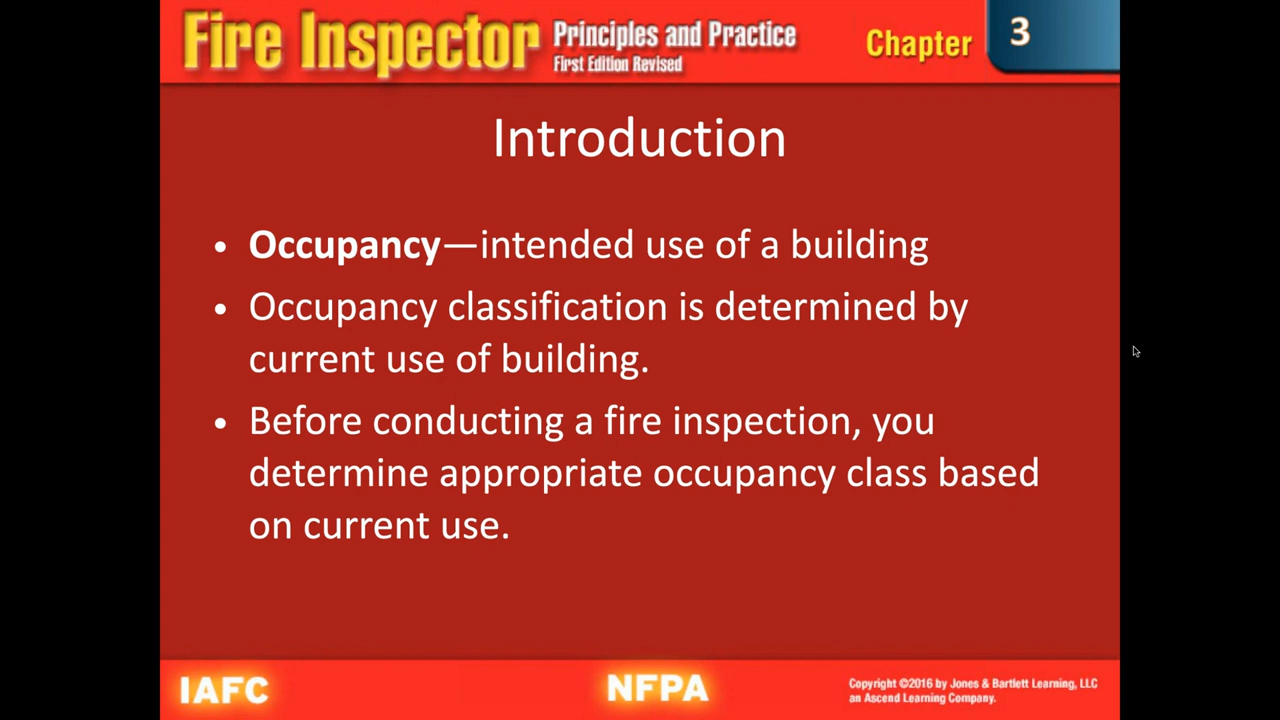 Fire Inspector Principles and Practice
First Edition Revised
Chapter 3
Introduction
• Occupancy—intended use of a building
• Occupancy classification is determined by
current use of building.
• Before conducting a fire inspection, you
determine appropriate occupancy class based
on current use.
IAFC
NFPA
Copyright ©2016 by Jones & Bartlett Learning, LLC
an Ascend Learning Company.